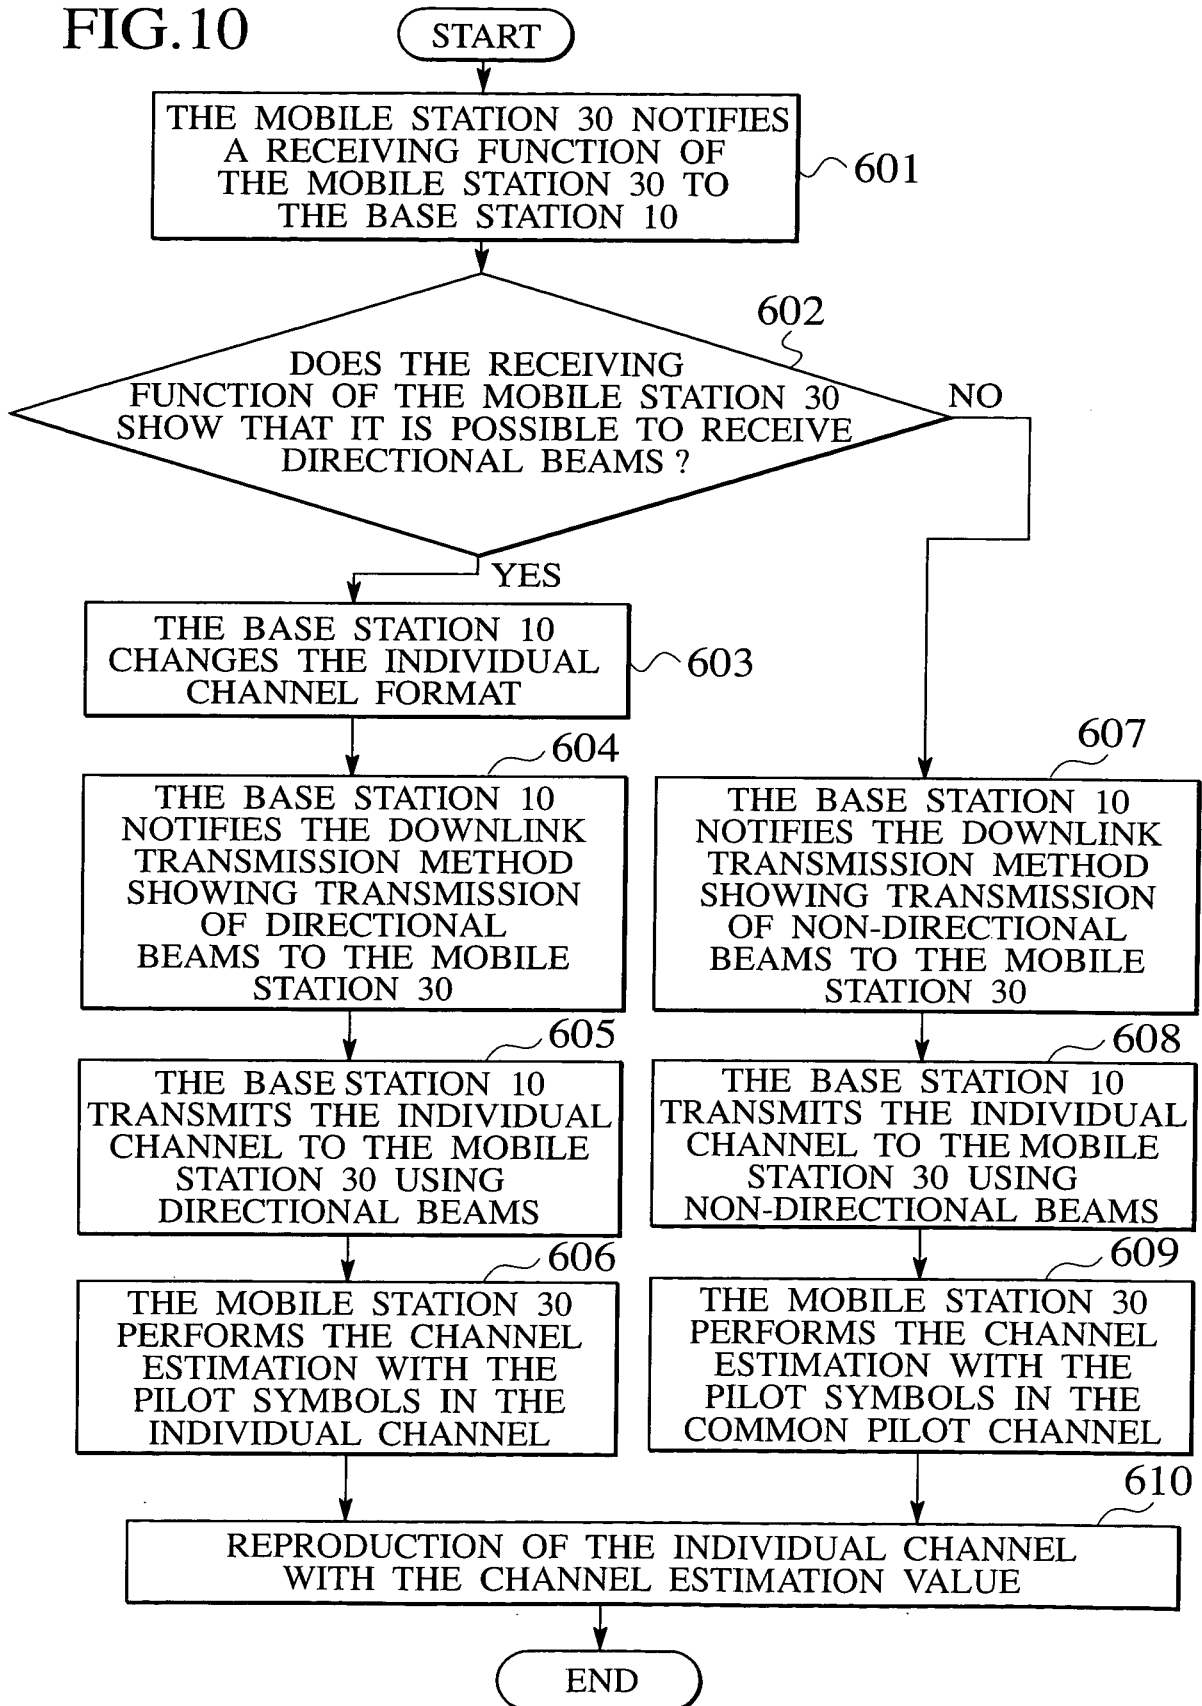 FIG.10
START
THE MOBILE STATION 30 NOTIFIES
A RECEIVING FUNCTION OF
THE MOBILE STATION 30 TO
THE BASE STATION 10
601
602
DOES THE RECEIVING
FUNCTION OF THE MOBILE STATION 30
SHOW THAT IT IS POSSIBLE TO RECEIVE
DIRECTIONAL BEAMS ?
NO
YES
THE BASE STATION 10
CHANGES THE INDIVIDUAL
CHANNEL FORMAT
603
604
THE BASE STATION 10
NOTIFIES THE DOWNLINK
TRANSMISSION METHOD
SHOWING TRANSMISSION
OF DIRECTIONAL
BEAMS TO THE MOBILE
STATION 30
607
THE BASE STATION 10
NOTIFIES THE DOWNLINK
TRANSMISSION METHOD
SHOWING TRANSMISSION
OF NON-DIRECTIONAL
BEAMS TO THE MOBILE
STATION 30
605
THE BASE STATION 10
TRANSMITS THE INDIVIDUAL
CHANNEL TO THE MOBILE
STATION 30 USING
DIRECTIONAL BEAMS
608
THE BASE STATION 10
TRANSMITS THE INDIVIDUAL
CHANNEL TO THE MOBILE
STATION 30 USING
NON-DIRECTIONAL BEAMS
606
THE MOBILE STATION 30
PERFORMS THE CHANNEL
ESTIMATION WITH THE
PILOT SYMBOLS IN THE
INDIVIDUAL CHANNEL
609
THE MOBILE STATION 30
PERFORMS THE CHANNEL
ESTIMATION WITH THE
PILOT SYMBOLS IN THE
COMMON PILOT CHANNEL
610
REPRODUCTION OF THE INDIVIDUAL CHANNEL
WITH THE CHANNEL ESTIMATION VALUE
END